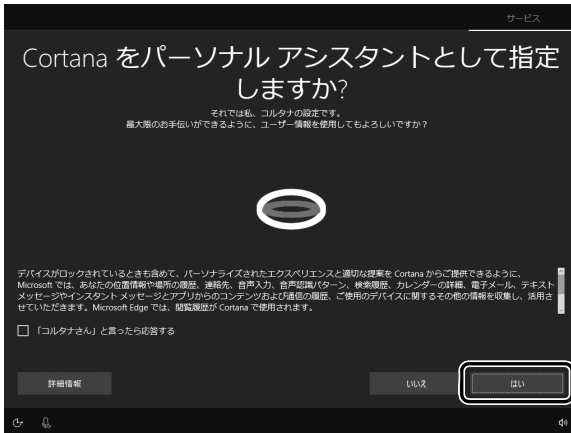 サービス
Cortana をパーソナル アシスタントとして指定
しますか?
それでは私、コルタナの設定です。
最大限のお手伝いができるように、ユーザー情報を使用してもよろしいですか?
デバイスがロックされているときも含めて、パーソナライズされたエクスペリエンスと適切な提案を Cortana からご提供できるように、
Microsoft では、あなたの位置情報や場所の履歴、連絡先、音声入力、音声認識パターン、検索履歴、カレンダーの詳細、電子メール、テキスト
メッセージやインスタント メッセージとアプリからのコンテンツおよび通信の履歴、ご使用のデバイスに関するその他の情報を収集し、活用さ
せていただきます。Microsoft Edge では、閲覧履歴が Cortana で使用されます。
「コルタナさん」と言ったら応答する
詳細情報
いいえ
はい